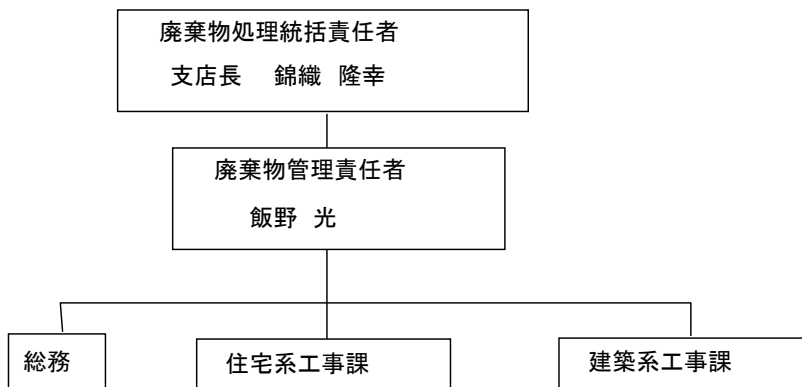 廃棄物処理統括責任者
支店長 錦織 隆幸
廃棄物管理責任者
飯野 光
総務
住宅系工事課
建築系工事課